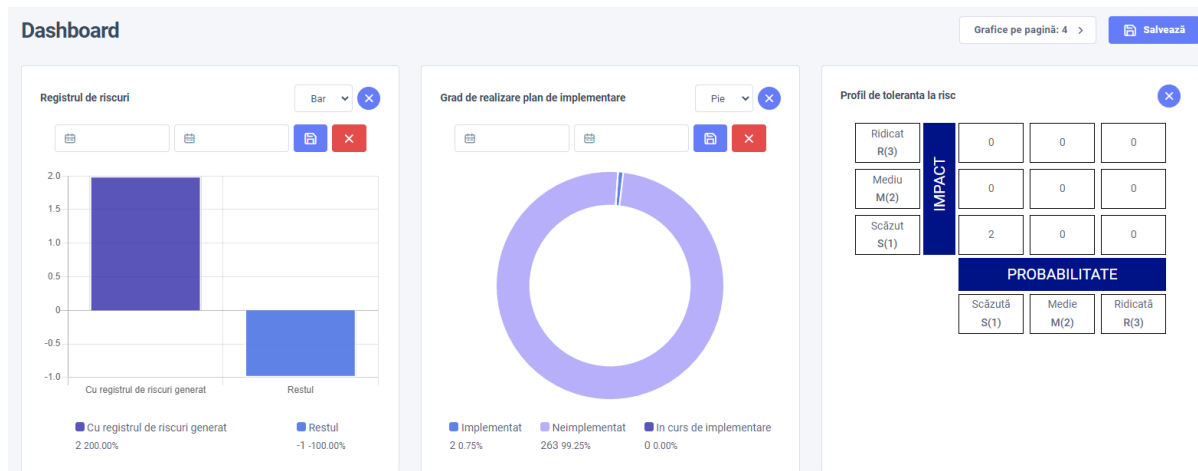 Dashboard
Grafice pe pagină: 4
Salvează
Registrul de riscuri
Bar
2.0
1.5
1.0
0.5
0
-0.5
-1.0
Cu registrul de riscuri generat
Restul
Cu registrul de riscuri generat
2 200.00%
Restul
-1 -100.00%
Grad de realizare plan de implementare
Pie
Implementat
2 0.75%
Neimplementat
263 99.25%
In curs de implementare
0 0.00%
Profil de toleranta la risc
Ridicat
R(3)
0 0 0
Mediu
M(2)
0 0 0
Scăzut
S(1)
2 0 0
IMPACT
PROBABILITATE
Scăzută
S(1)
Medie
M(2)
Ridicată
R(3)